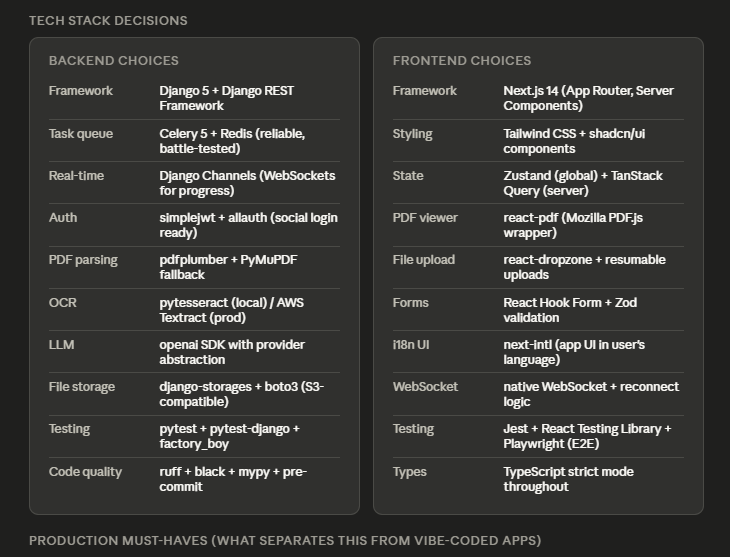 TECH STACK DECISIONS
BACKEND CHOICES
Framework
Django 5 + Django REST
Framework
Task queue
Celery 5 + Redis (reliable,
battle-tested)
Real-time
Django Channels (WebSockets
for progress)
Auth
simplejwt + allauth (social login
ready)
PDF parsing
pdfplumber + PyMuPDF
fallback
OCR
pytesseract (local) / AWS
Textract (prod)
LLM
openai SDK with provider
abstraction
File storage
django-storages + boto3 (S3-
compatible)
Testing
pytest + pytest-django +
factory_boy
Code quality
ruff + black + mypy + pre-
commit
FRONTEND CHOICES
Framework
Next.js 14 (App Router, Server
Components)
Styling
Tailwind CSS + shadcn/ui
components
State
Zustand (global) + TanStack
Query (server)
PDF viewer
react-pdf (Mozilla PDF.js
wrapper)
File upload
react-dropzone + resumable
uploads
Forms
React Hook Form + Zod
validation
i18n UI
next-intl (app UI in user's
language)
WebSocket
native WebSocket + reconnect
logic
Testing
Jest + React Testing Library +
Playwright (E2E)
Types
TypeScript strict mode
throughout
PRODUCTION MUST-HAVES (WHAT SEPARATES THIS FROM VIBE-CODED APPS)